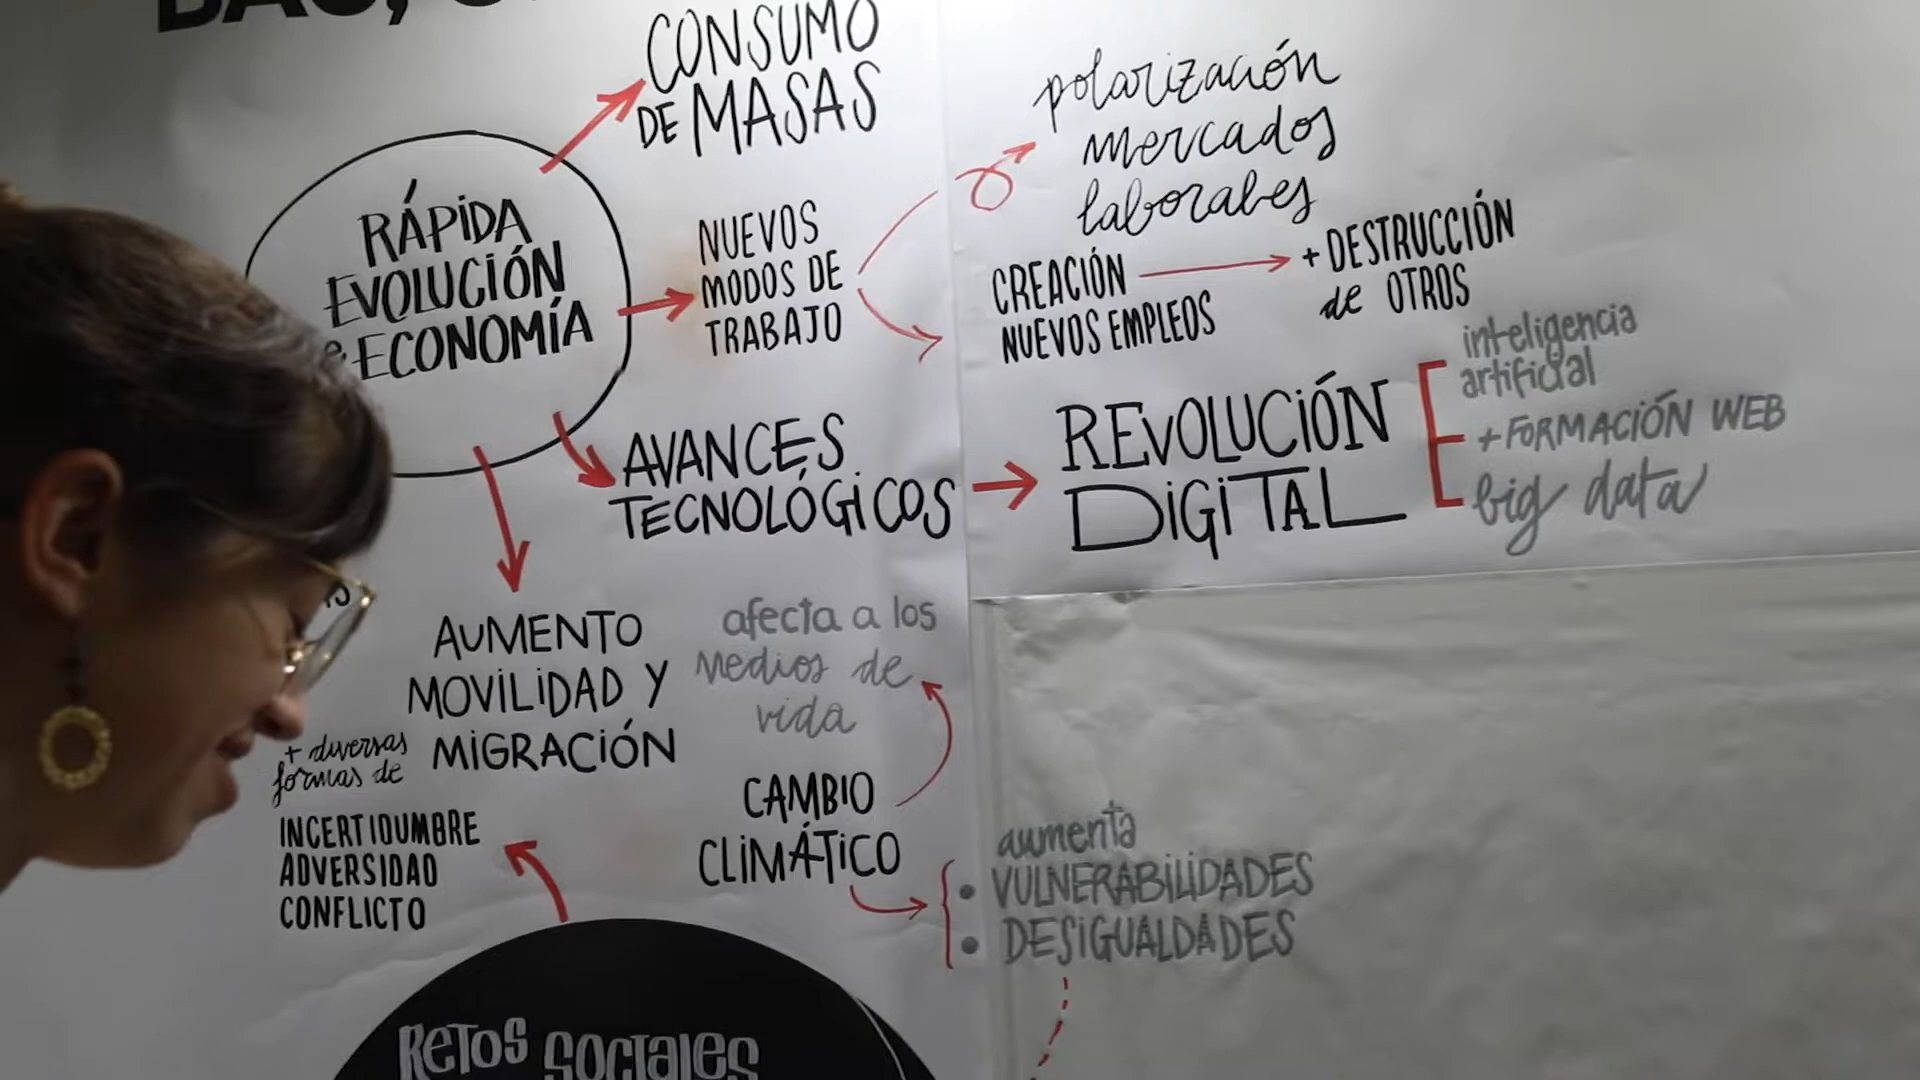 CONSUMO
DE MASAS
RÁPIDA
EVOLUCIÓN
ECONOMÍA
NUEVOS
MODOS DE
TRABAJO
polarización
mercados
laborales
CREACIÓN
NUEVOS EMPLEOS
+ DESTRUCCIÓN
de OTROS
AVANCES
TECNOLÓGICOS
REVOLUCIÓN
DIGITAL
inteligencia
artificial
+ FORMACIÓN WEB
big data
AUMENTO
MOVILIDAD Y
MIGRACIÓN
afecta a los
Medios de
vida
CAMBIO
CLIMÁTICO
aumenta
• VULNERABILIDADES
• DESIGUALDADES
+ diversas
formas de
INCERTIDUMBRE
ADVERSIDAD
CONFLICTO
RETOS SOCIALES